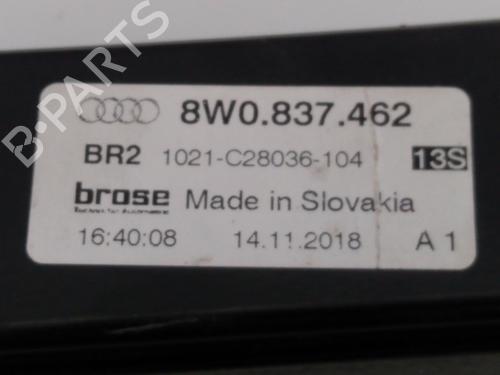 8W0.837.462
BR2 1021-C28036-104 13S
brose Made in Slovakia
16:40:08 14.11.2018 A 1
B-PARTS